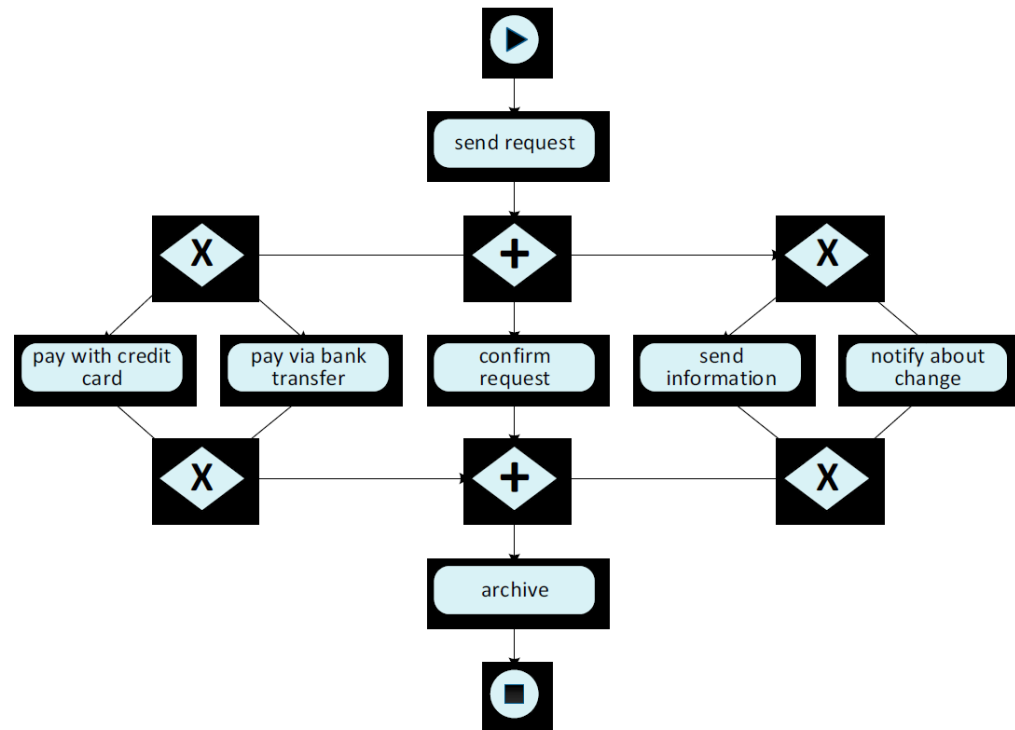 send request
X
+
X
pay with credit
card
pay via bank
transfer
confirm
request
send
information
notify about
change
X
+
X
archive